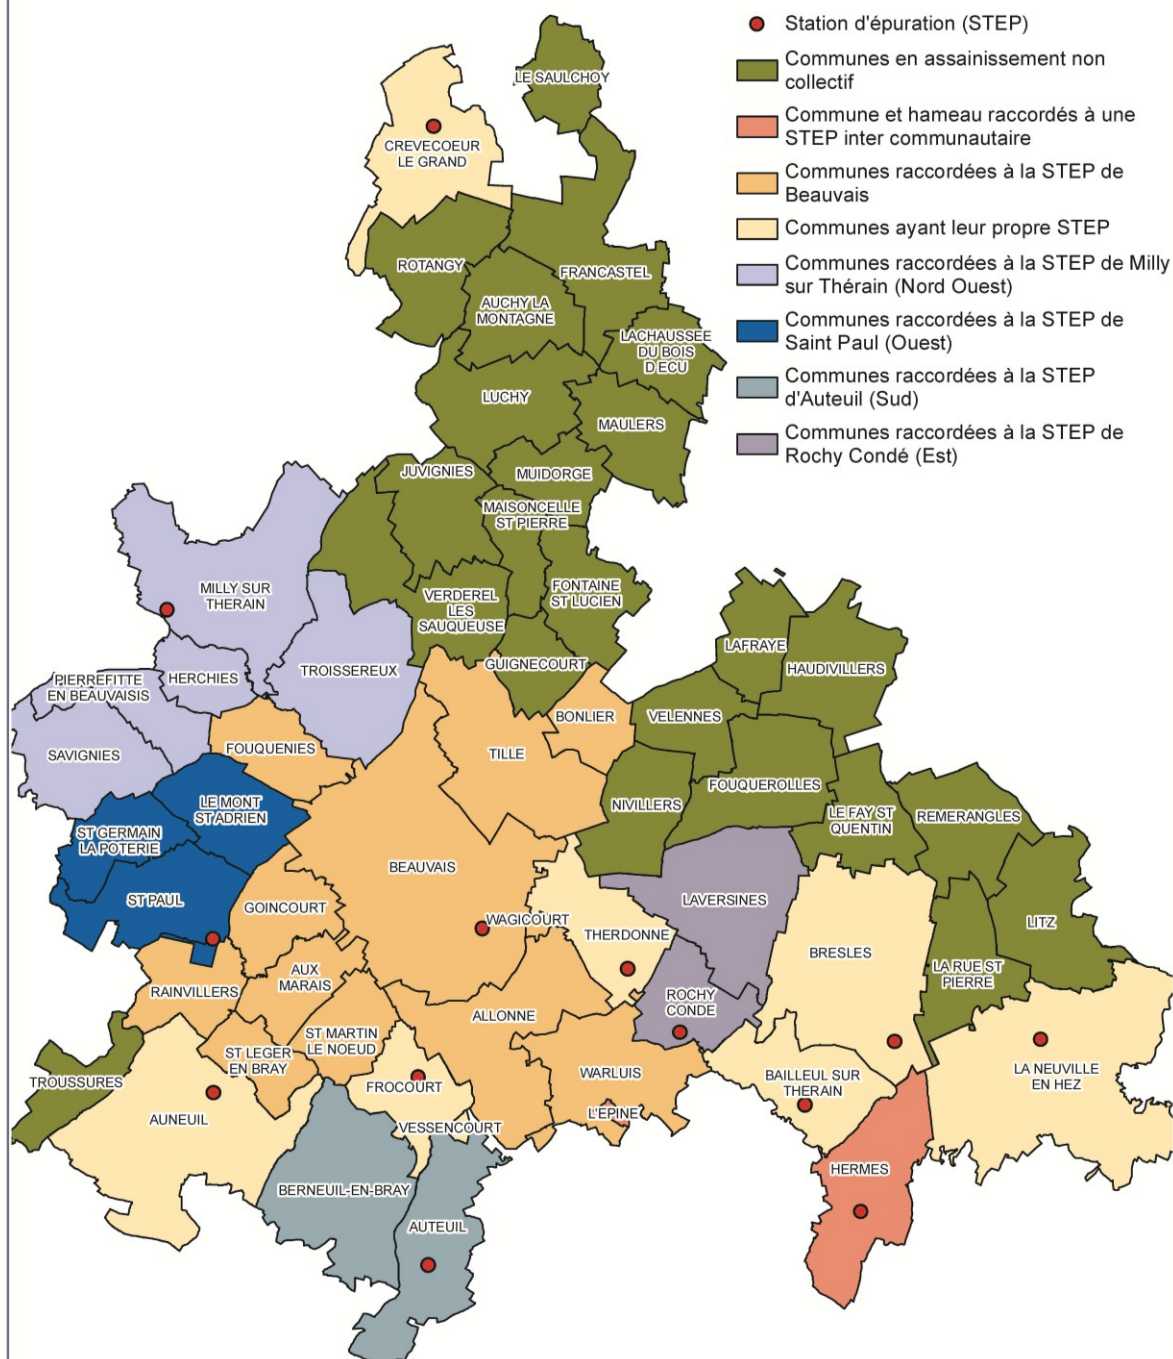 Station d'épuration (STEP)
Communes en assainissement non
collectif
Commune et hameau raccordés à une
STEP inter communautaire
Communes raccordées à la STEP de
Beauvais
Communes ayant leur propre STEP
Communes raccordées à la STEP de Milly
sur Thérain (Nord Ouest)
Communes raccordées à la STEP de
Saint Paul (Ouest)
Communes raccordées à la STEP
d'Auteuil (Sud)
Communes raccordées à la STEP de
Rochy Condé (Est)
LE SAULCHOY
CREVECOEUR
LE GRAND
ROTANGY
FRANCASTEL
AUCHY LA
MONTAGNE
LACHAUSSEE
DU BOIS
D ECU
LUCHY
MAULERS
JUVIGNIES
MUIDORGE
MAISONCELLE
ST PIERRE
MILLY SUR
THERAIN
VERDEREL
LES
SAUQUEUSE
FONTAINE
ST LUCIEN
LAFRAYE
HAUDIVILLERS
GUIGNECOURT
TROISSEREUX
HERCHIES
PIERREFITTE
EN BEAUVAISIS
BONLIER
VELENNES
SAVIGNIES
FOUQUENIES
TILLE
FOUQUEROLLES
NIVILLERS
LE MONT
ST ADRIEN
LE FAY ST
QUENTIN
REMERANGLES
ST GERMAIN
LA POTERIE
BEAUVAIS
ST PAUL
GOINCOURT
LAVERSINES
WAGICOURT
THERDONNE
LITZ
BRESLES
AUX
MARAIS
RAINVILLERS
LA RUE ST
PIERRE
ROCHY
CONDE
ALLONNE
ST MARTIN
LE NOEUD
ST LEGER
EN BRAY
TROUSSURES
FROCOURT
WARLUIS
BAILLEUL SUR
THERAIN
LA NEUVILLE
EN HEZ
L'EPINE
AUNEUIL
VESSENCOURT
HERMES
BERNEUIL-EN-BRAY
AUTEUIL